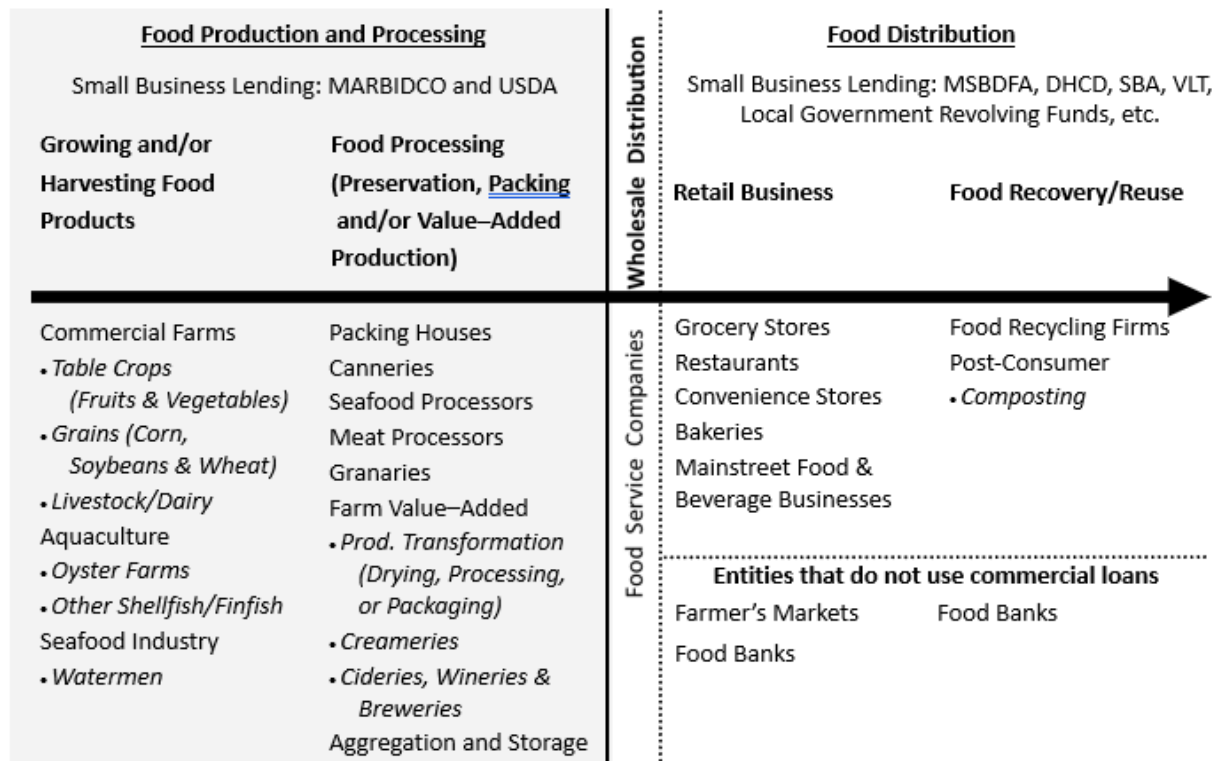 Food Production and Processing
Small Business Lending: MARBIDCO and USDA
Growing and/or
Harvesting Food
Products
Food Processing
(Preservation, Packing
and/or Value–Added
Production)
Commercial Farms
• Table Crops
(Fruits & Vegetables)
• Grains (Corn,
Soybeans & Wheat)
• Livestock/Dairy
Aquaculture
• Oyster Farms
• Other Shellfish/Finfish
Seafood Industry
• Watermen
Packing Houses
Canneries
Seafood Processors
Meat Processors
Granaries
Farm Value–Added
• Prod. Transformation
(Drying, Processing,
or Packaging)
• Creameries
• Cideries, Wineries &
Breweries
Aggregation and Storage
Wholesale Distribution
Food Service Companies
Food Distribution
Small Business Lending: MSBDFA, DHCD, SBA, VLT,
Local Government Revolving Funds, etc.
Retail Business
Food Recovery/Reuse
Grocery Stores
Restaurants
Convenience Stores
Bakeries
Mainstreet Food &
Beverage Businesses
Food Recycling Firms
Post-Consumer
• Composting
Entities that do not use commercial loans
Farmer’s Markets
Food Banks
Food Banks